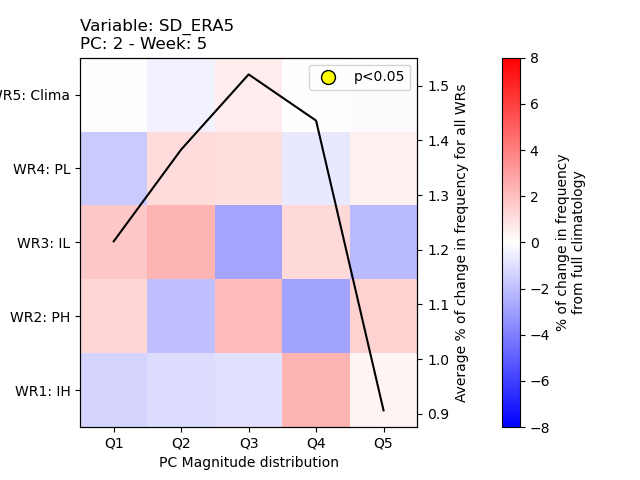 Variable: SD_ERA5
PC: 2 - Week: 5
WR5: Clima
WR4: PL
WR3: IL
WR2: PH
WR1: IH
Q1 Q2 Q3 Q4 Q5
PC Magnitude distribution
p<0.05
1.5
1.4
1.3
1.2
1.1
1.0
0.9
Average % of change in frequency for all WRs
8
6
4
2
0
−2
−4
−6
−8
% of change in frequency
from full climatology